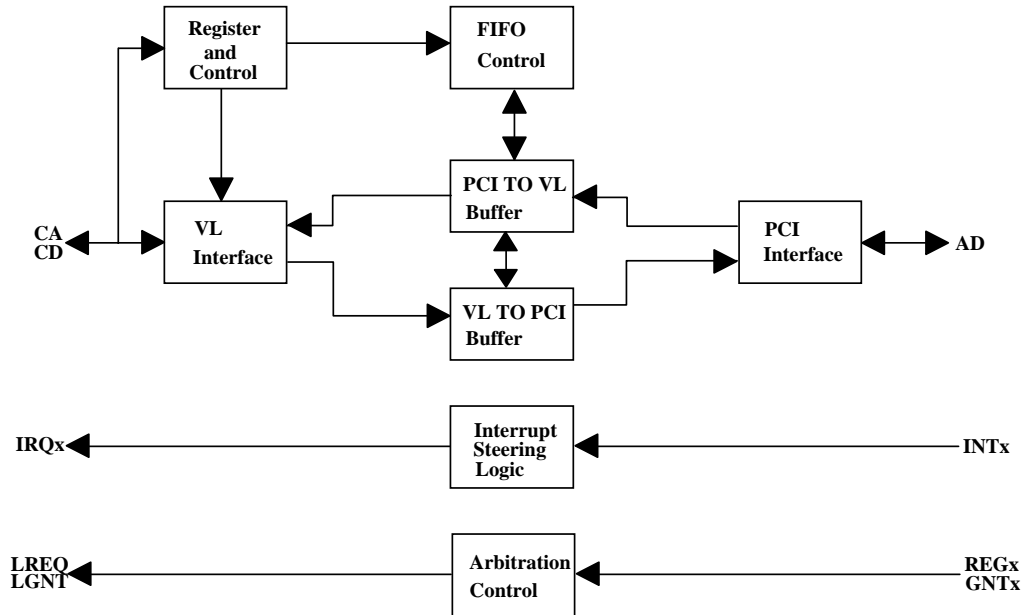 Register
and
Control
FIFO
Control
PCI TO VL
Buffer
VL
Interface
CA
CD
PCI
Interface
AD
VL TO PCI
Buffer
IRQx
Interrupt
Steering
Logic
INTx
LREQ
LGNT
Arbitration
Control
REGx
GNTx